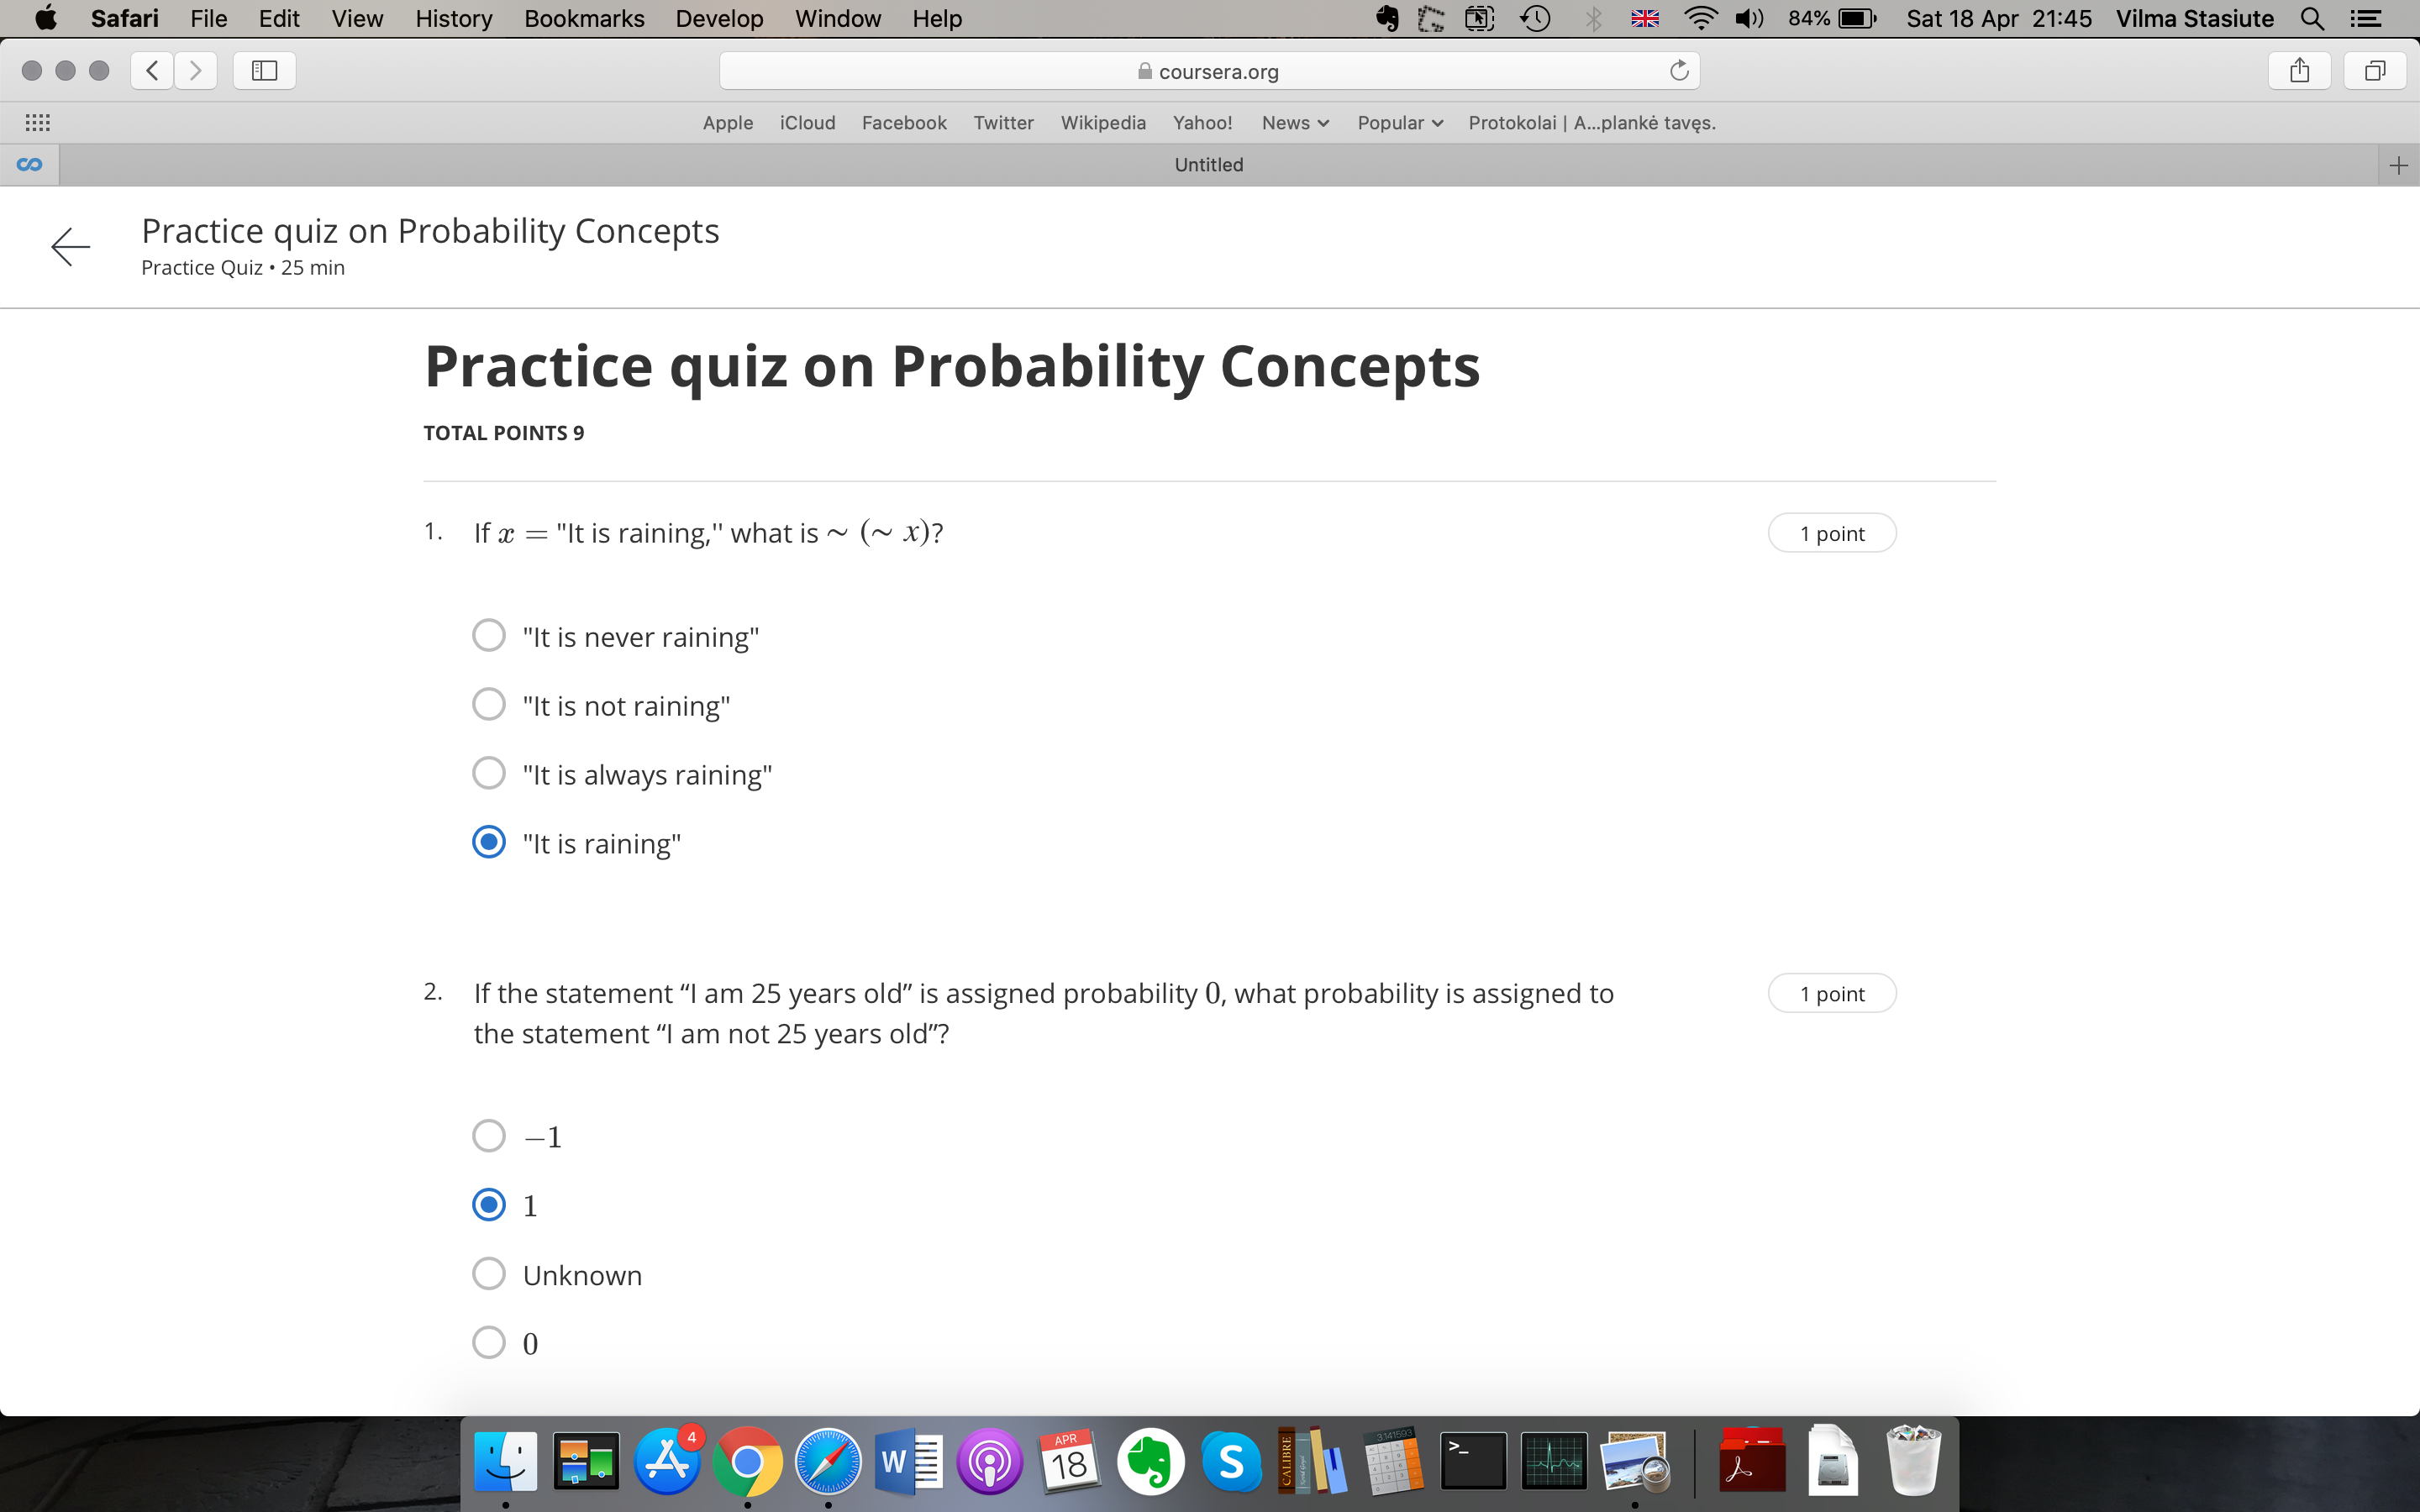 Safari File Edit View History Bookmarks Develop Window Help 84% Sat 18 Apr 21:45 Vilma Stasiute
coursera.org
Apple iCloud Facebook Twitter Wikipedia Yahoo! News Popular Protokolai | A...plankė tavęs.
Untitled
Practice quiz on Probability Concepts
Practice Quiz • 25 min
Practice quiz on Probability Concepts
TOTAL POINTS 9
1. If x = "It is raining,'' what is ∼ (∼ x)? 1 point
"It is never raining"
"It is not raining"
"It is always raining"
"It is raining"
2. If the statement “I am 25 years old” is assigned probability 0, what probability is assigned to 1 point
the statement “I am not 25 years old”?
−1
1
Unknown
0
4
W
APR
18
S
CALIBRE
3.141593
>_